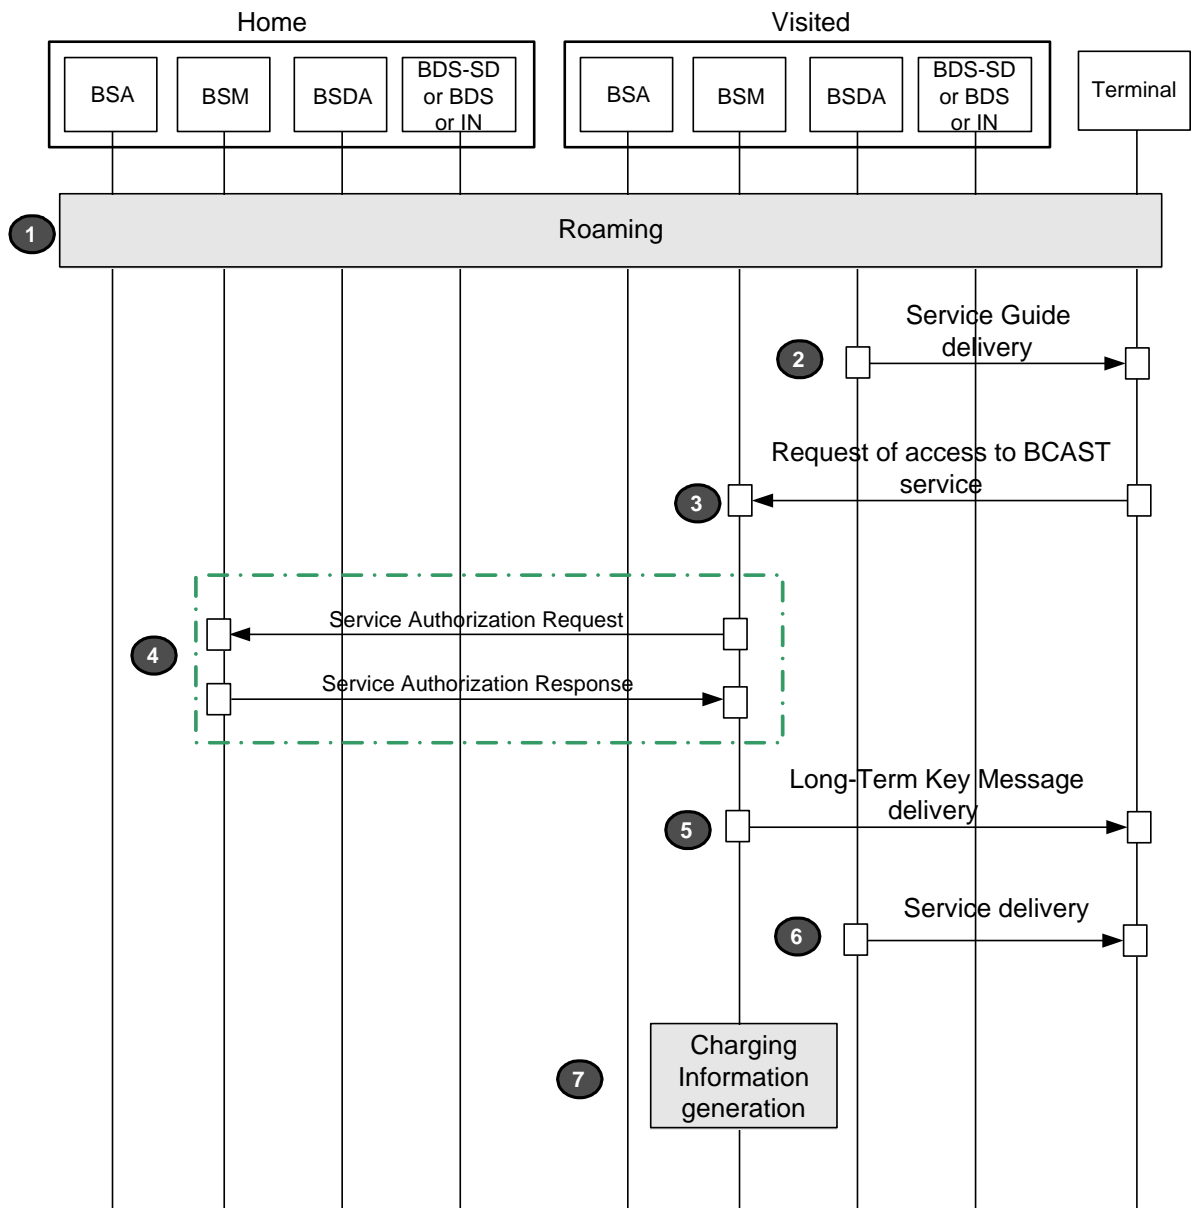 Home
Visited
BSA
BSM
BSDA
BDS-SD
or BDS
or IN
BSA
BSM
BSDA
BDS-SD
or BDS
or IN
Terminal
1
Roaming
2
Service Guide
delivery
3
Request of access to BCAST
service
4
Service Authorization Request
Service Authorization Response
5
Long-Term Key Message
delivery
6
Service delivery
7
Charging
Information
generation